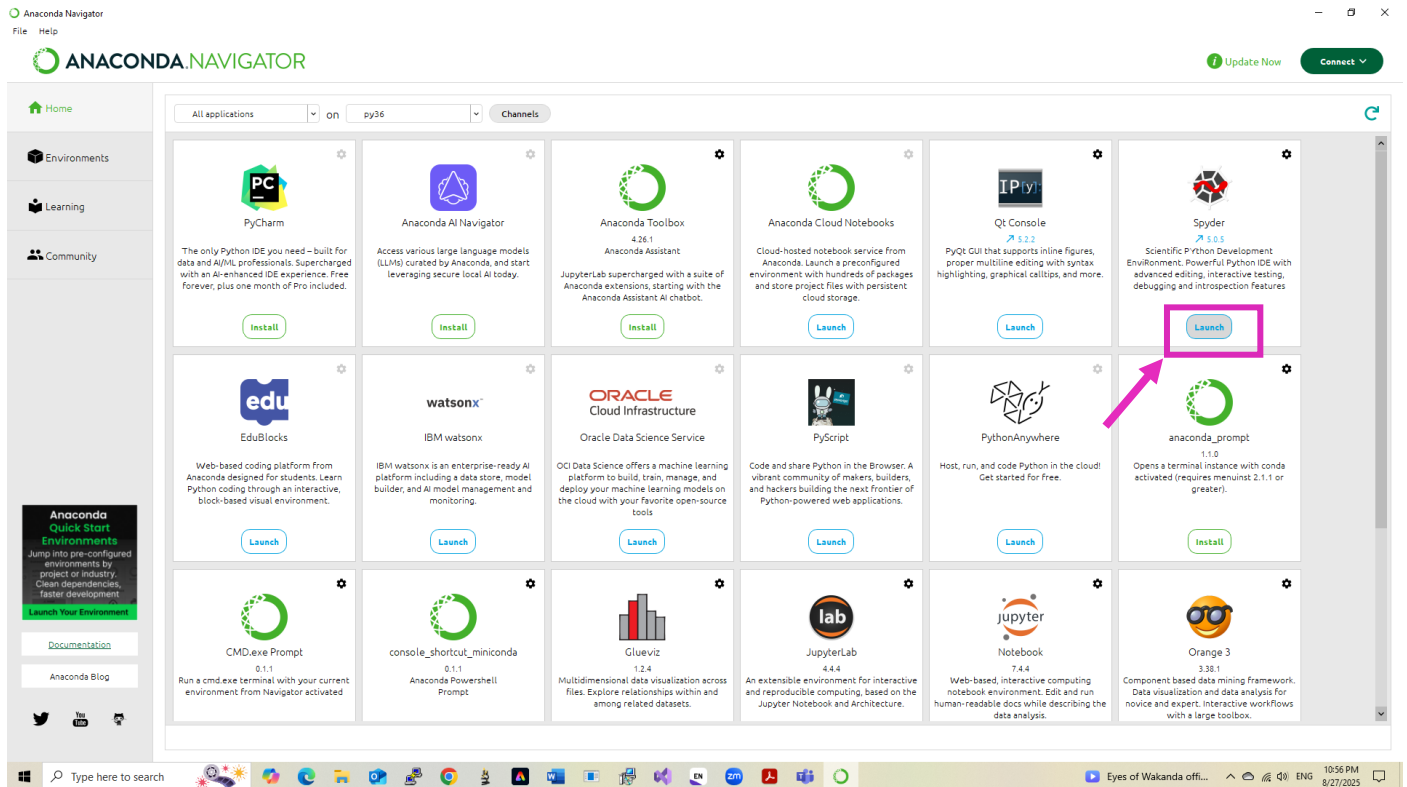 Anaconda Navigator
File Help
ANACONDA.NAVIGATOR
i Update Now
Connect
Home
Environments
Learning
Community
All applications on py36 Channels
PC
PyCharm
The only Python IDE you need – built for
data and AI/ML professionals. Supercharged
with an AI-enhanced IDE experience. Free
forever, plus one month of Pro included.
Install
Anaconda AI Navigator
Access various large language models
(LLMs) curated by Anaconda, and start
leveraging secure local AI today.
Install
Anaconda Toolbox
4.26.1
Anaconda Assistant
JupyterLab supercharged with a suite of
Anaconda extensions, starting with the
Anaconda Assistant AI chatbot.
Install
Anaconda Cloud Notebooks
Cloud-hosted notebook service from
Anaconda. Launch a preconfigured
environment with hundreds of packages
and store project files with persistent
cloud storage.
Launch
IP[y]:
Qt Console
5.2.2
PyQt GUI that supports inline figures,
proper multiline editing with syntax
highlighting, graphical calltips, and more.
Launch
Spyder
5.0.5
Scientific PYthon Development
EnviRonment. Powerful Python IDE with
advanced editing, interactive testing,
debugging and introspection features
Launch
edu
EduBlocks
Web-based coding platform from
Anaconda designed for students. Learn
Python coding through an interactive,
block-based visual environment.
Launch
watsonx
IBM watsonx
IBM watsonx is an enterprise-ready AI
platform including a data store, model
builder, and AI model management and
monitoring.
Launch
ORACLE
Cloud Infrastructure
Oracle Data Science Service
OCI Data Science offers a machine learning
platform to build, train, manage, and
deploy your machine learning models on
the cloud with your favorite open-source
tools
Launch
PyScript
Code and share Python in the Browser. A
vibrant community of makers, builders,
and hackers building the next frontier of
Python-powered web applications.
Launch
PythonAnywhere
Host, run, and code Python in the cloud!
Get started for free.
Launch
anaconda_prompt
1.1.0
Opens a terminal instance with conda
activated (requires menuinst 2.1.1 or
greater).
Install
CMD.exe Prompt
0.1.1
Run a cmd.exe terminal with your current
environment from Navigator activated
console_shortcut_miniconda
0.1.1
Anaconda Powershell
Prompt
Glueviz
1.2.4
Multidimensional data visualization across
files. Explore relationships within and
among related datasets.
lab
JupyterLab
4.4.4
An extensible environment for interactive
and reproducible computing, based on the
Jupyter Notebook and Architecture.
jupyter
Notebook
7.4.4
Web-based, interactive computing
notebook environment. Edit and run
human-readable docs while describing the
data analysis.
Orange 3
3.38.1
Component based data mining framework.
Data visualization and data analysis for
novice and expert. Interactive workflows
with a large toolbox.
Anaconda
Quick Start
Environments
Jump into pre-configured
environments by
project or industry.
Clean dependencies,
faster development
Launch Your Environment
Documentation
Anaconda Blog
You
Tube
Type here to search
EN
zm
Eyes of Wakanda offi...
ENG
10:56 PM
8/27/2025